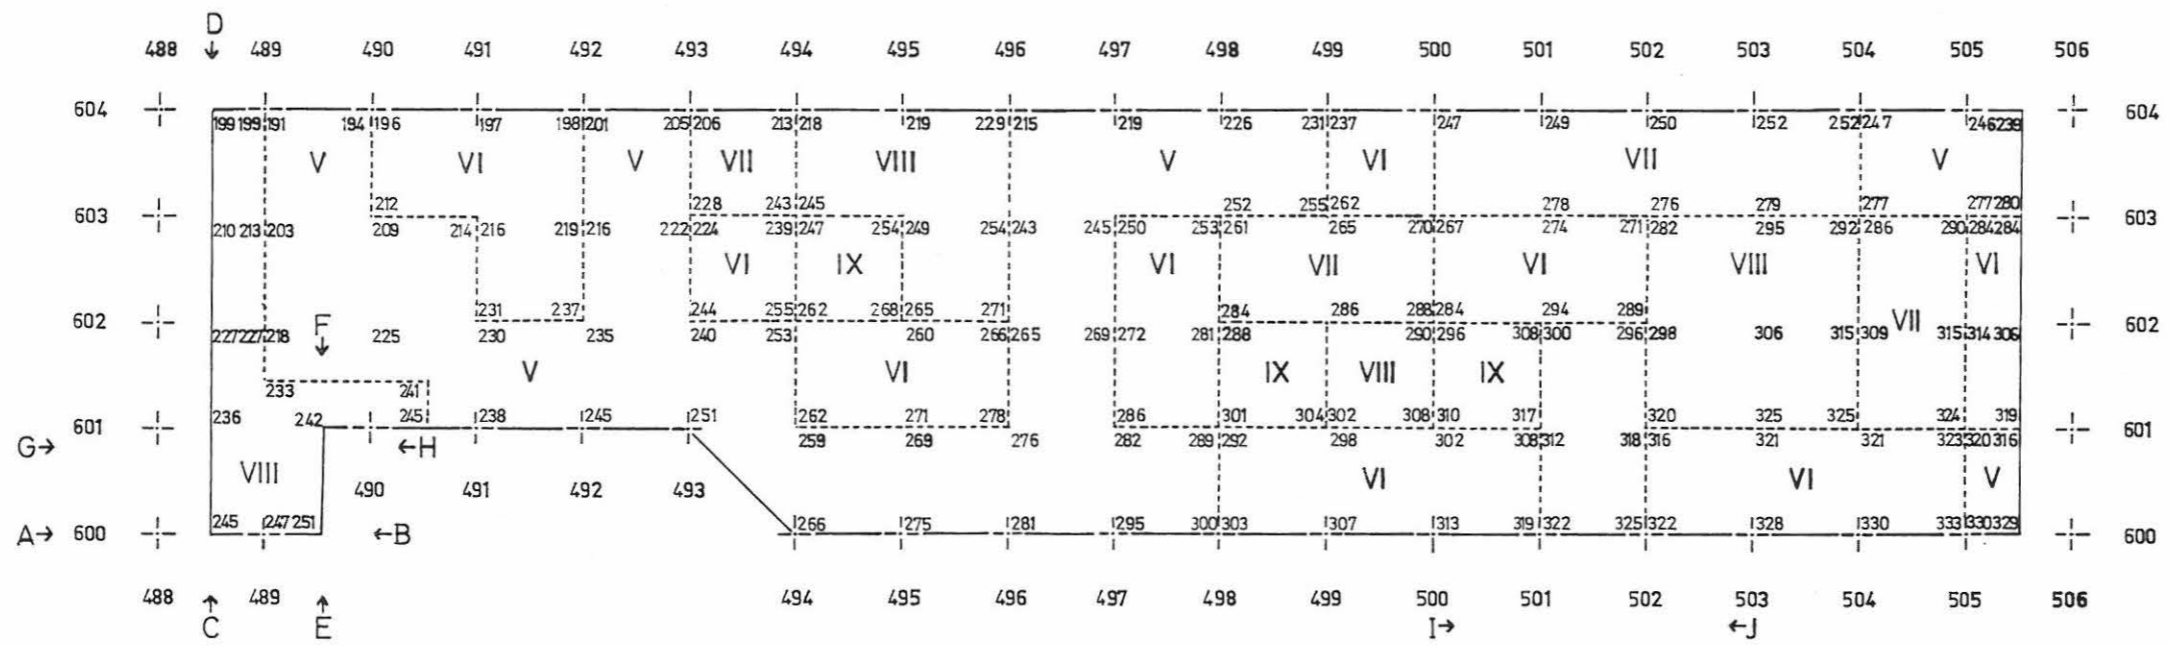 D
488 489 490 491 492 493 494 495 496 497 498 499 500 501 502 503 504 505 506
604 604
199 199 191 194 196 197 198 201 205 206 213 218 219 229 215 219 226 231 237 247 249 250 252 252 247 246 239
V VI V VII VIII V VI VII V
212 228 243 245 252 255 262 278 276 279 277 277 280
603 603
210 213 203 209 214 216 219 216 222 224 239 247 254 249 254 243 245 250 253 261 265 270 267 274 271 282 295 292 286 290 284 284
VI IX VI VII VI VIII VI
231 237 244 255 262 268 265 271 284 286 288 284 294 289
602 F VII 602
227 227 218 225 230 235 240 253 260 266 265 269 272 281 288 290 296 308 300 296 298 306 315 309 315 314 306
V VI IX VIII IX
233 241
236 242 245 238 245 251 262 271 278 286 301 304 302 308 310 317 320 325 325 324 319
601 601
G→ ←H 259 269 276 282 289 292 298 302 308 312 318 316 321 321 323 320 316
VIII VI VI V
490 491 492 493
245 247 251 266 275 281 295 300 303 307 313 319 322 325 322 328 330 333 330 329
A→ 600 ←B 600
488 489 494 495 496 497 498 499 500 501 502 503 504 505 506
C E I→ ←J